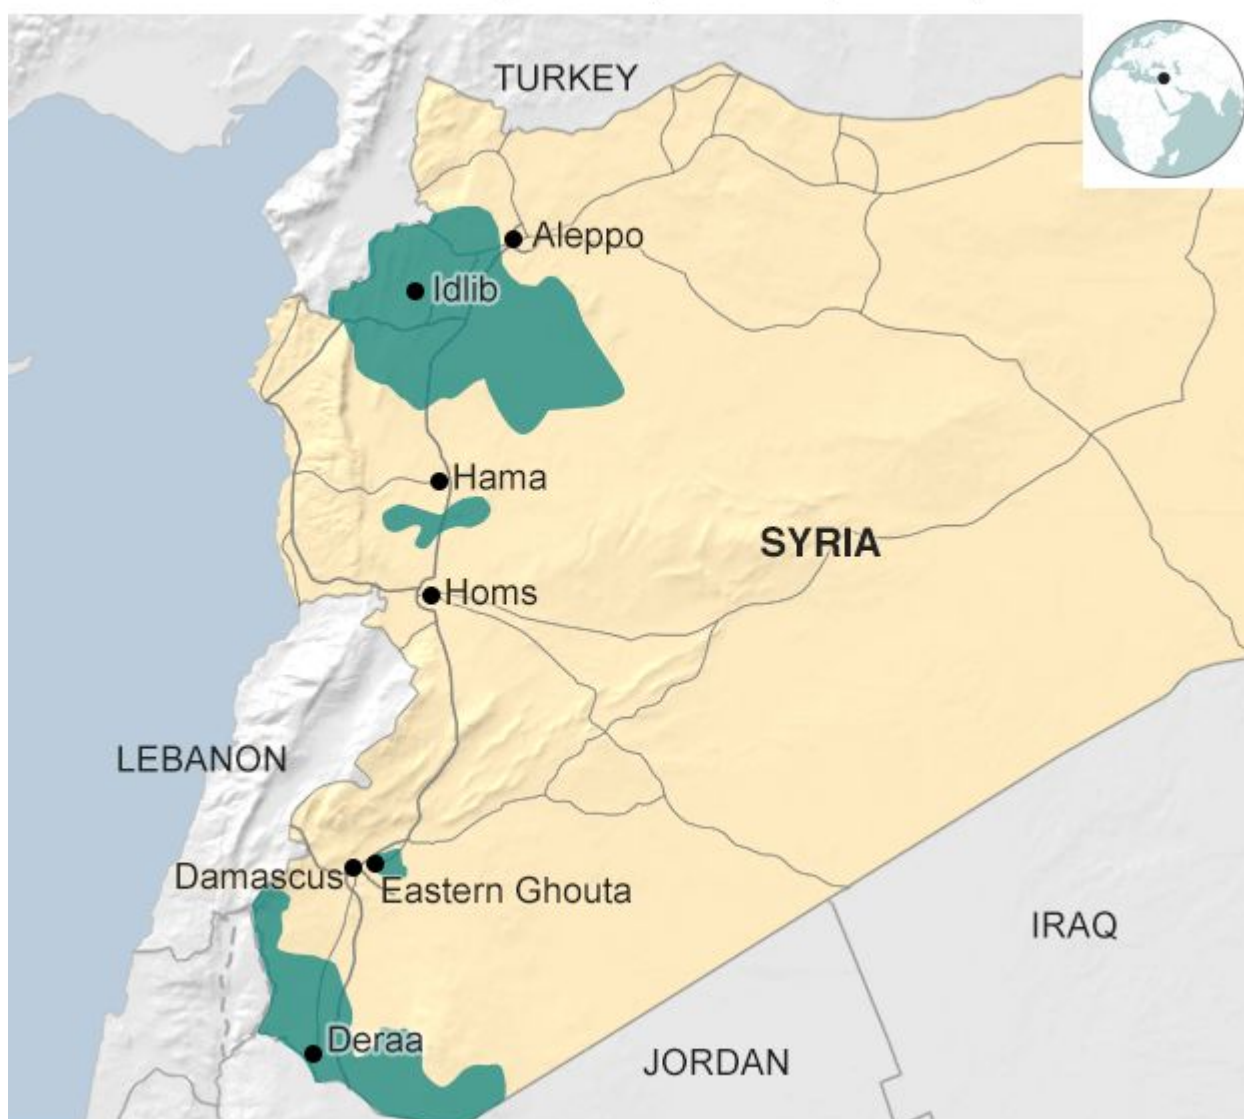 TURKEY
Aleppo
Idlib
Hama
SYRIA
Homs
LEBANON
Damascus
Eastern Ghouta
IRAQ
Deraa
JORDAN